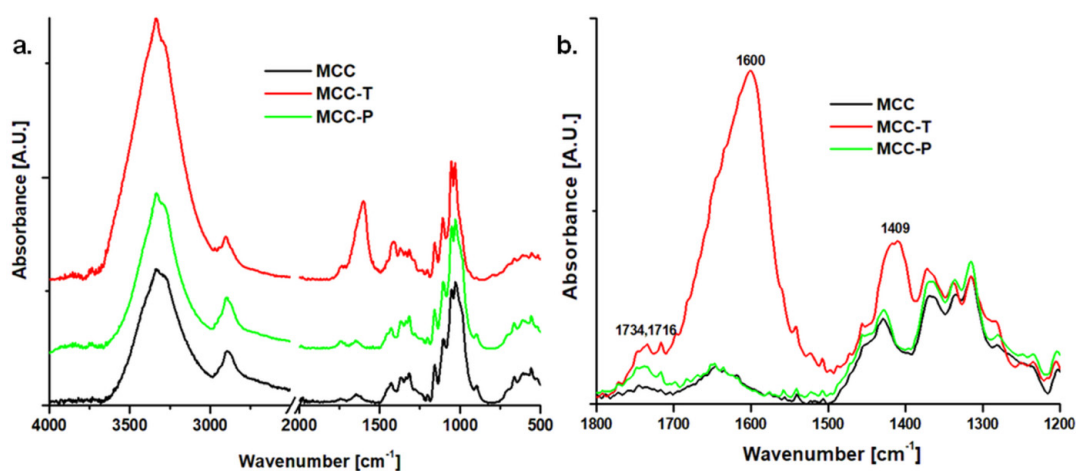 a.
MCC
MCC-T
MCC-P
Absorbance [A.U.]
4000 3500 3000 2000 1500 1000 500
Wavenumber [cm⁻¹]
b.
1600
MCC
MCC-T
MCC-P
1409
1734,1716
Absorbance [A.U.]
1800 1700 1600 1500 1400 1300 1200
Wavenumber [cm⁻¹]